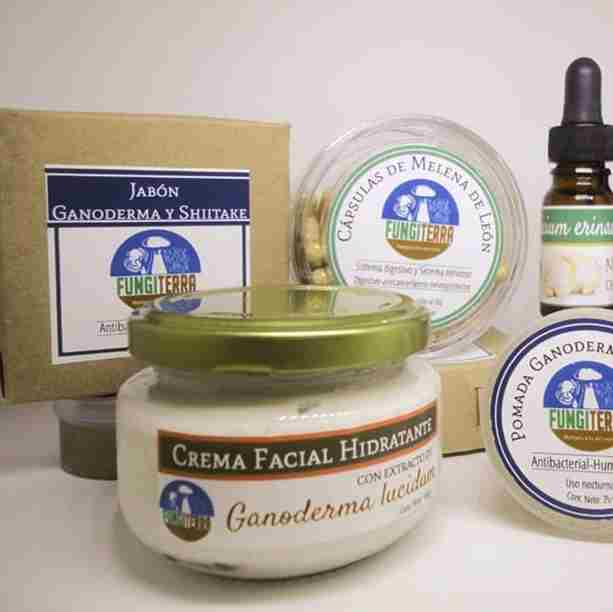 JABÓN
GANODERMA Y SHIITAKE
FUNGITERRA
CÁPSULAS DE MELENA DE LEÓN
FUNGITERRA
Sistema digestivo y Sistema nervioso
CREMA FACIAL HIDRATANTE
CON EXTRACTO DE
Ganoderma lucidum
FUNGITERRA
POMADA GANODERMA
FUNGITERRA
Antibacterial-Hum
Uso nocturno